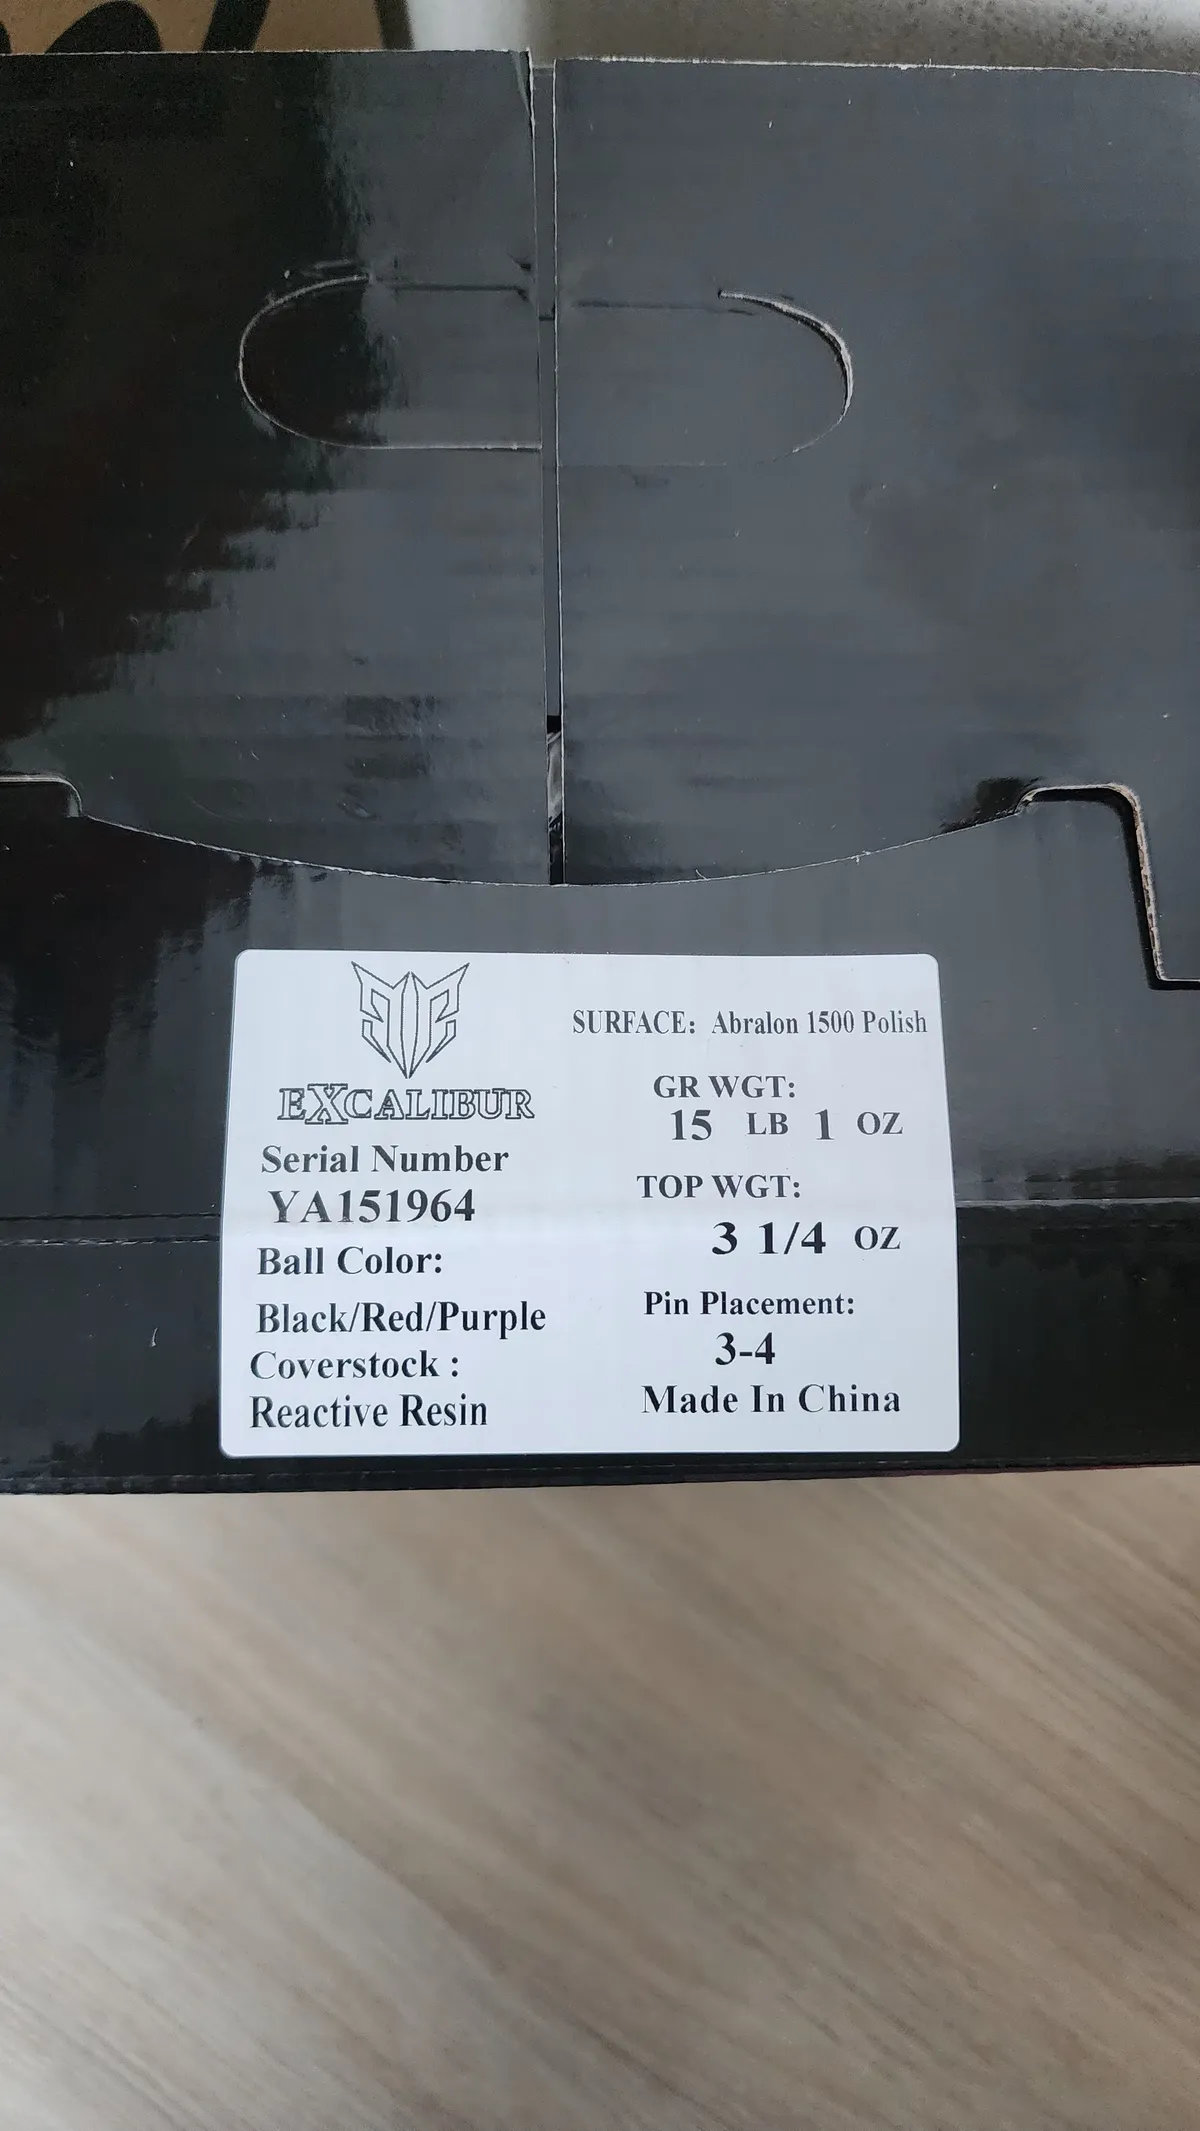 EXCALIBUR
Serial Number
YA151964
Ball Color:
Black/Red/Purple
Coverstock :
Reactive Resin
SURFACE: Abralon 1500 Polish
GR WGT:
15 LB 1 OZ
TOP WGT:
3 1/4 OZ
Pin Placement:
3-4
Made In China